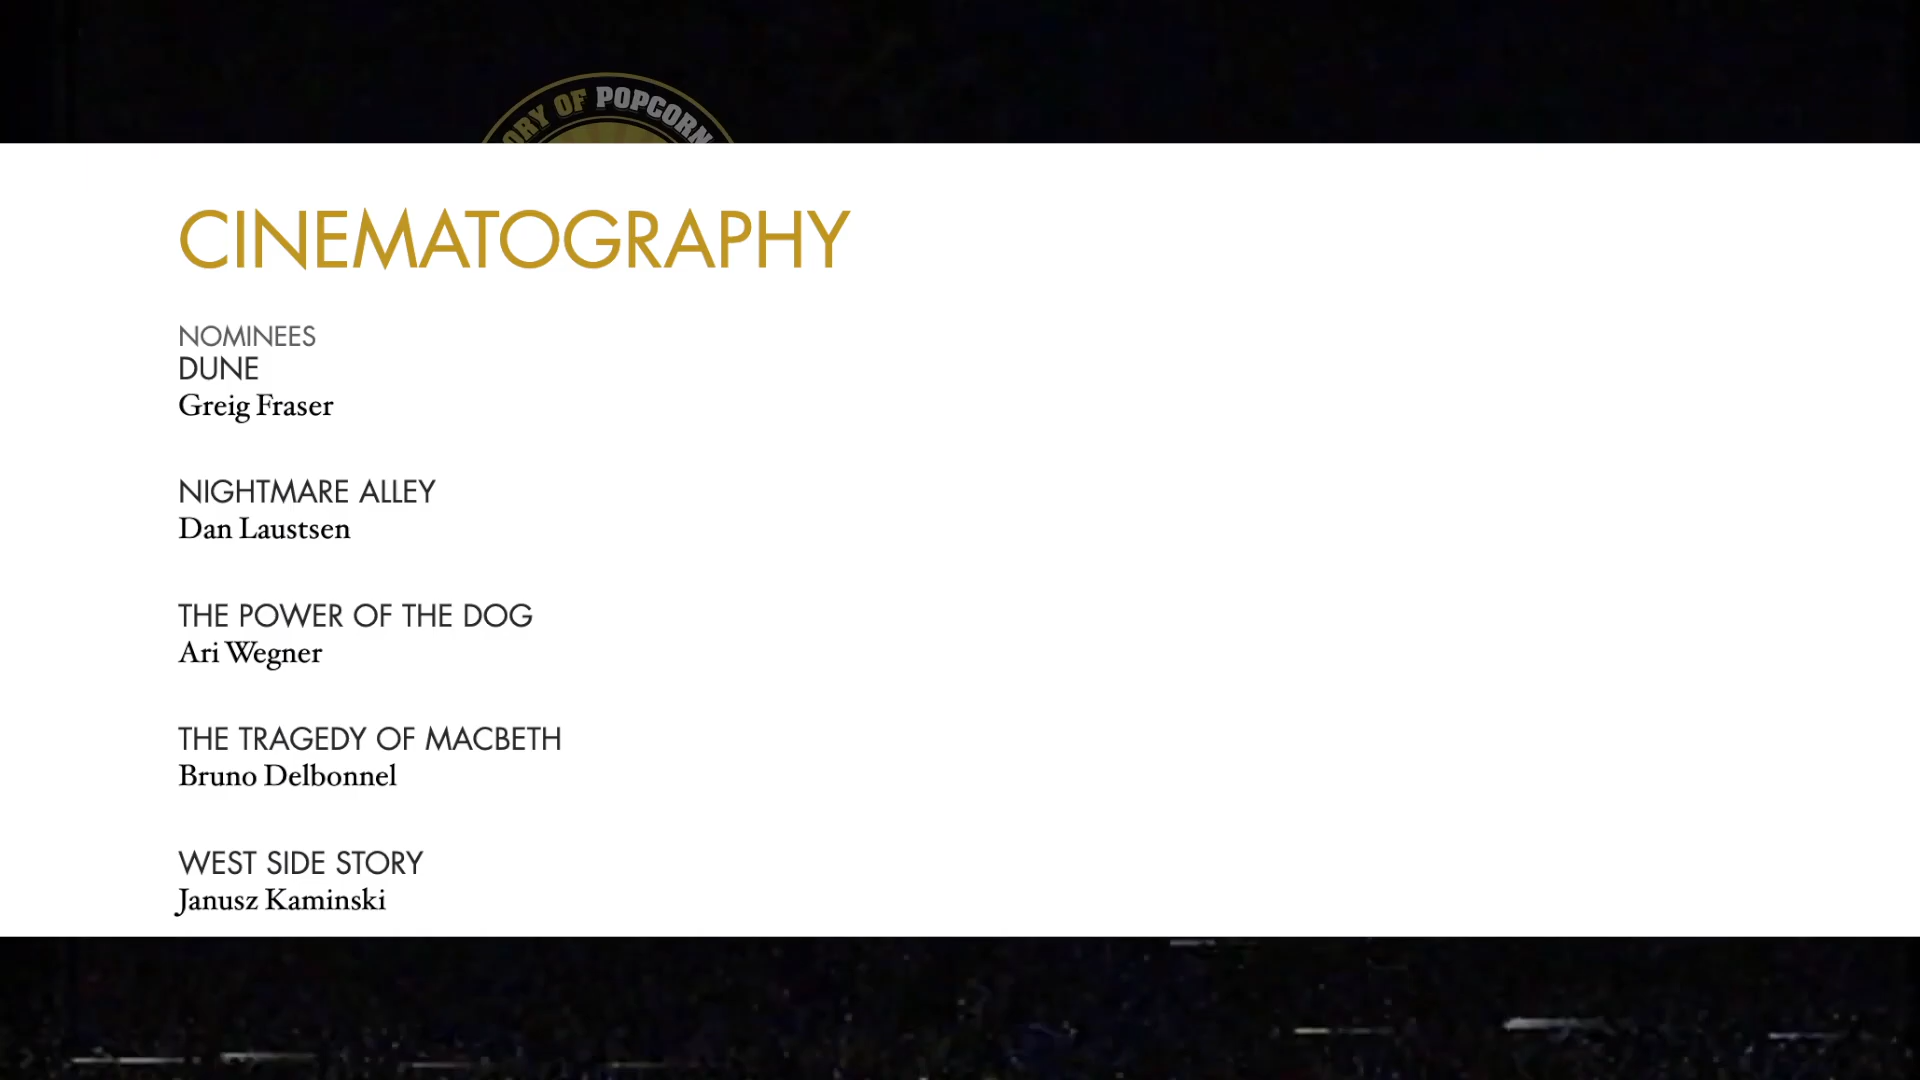 OF POPCORN
CINEMATOGRAPHY
NOMINEES
DUNE
Greig Fraser
NIGHTMARE ALLEY
Dan Laustsen
THE POWER OF THE DOG
Ari Wegner
THE TRAGEDY OF MACBETH
Bruno Delbonnel
WEST SIDE STORY
Janusz Kaminski